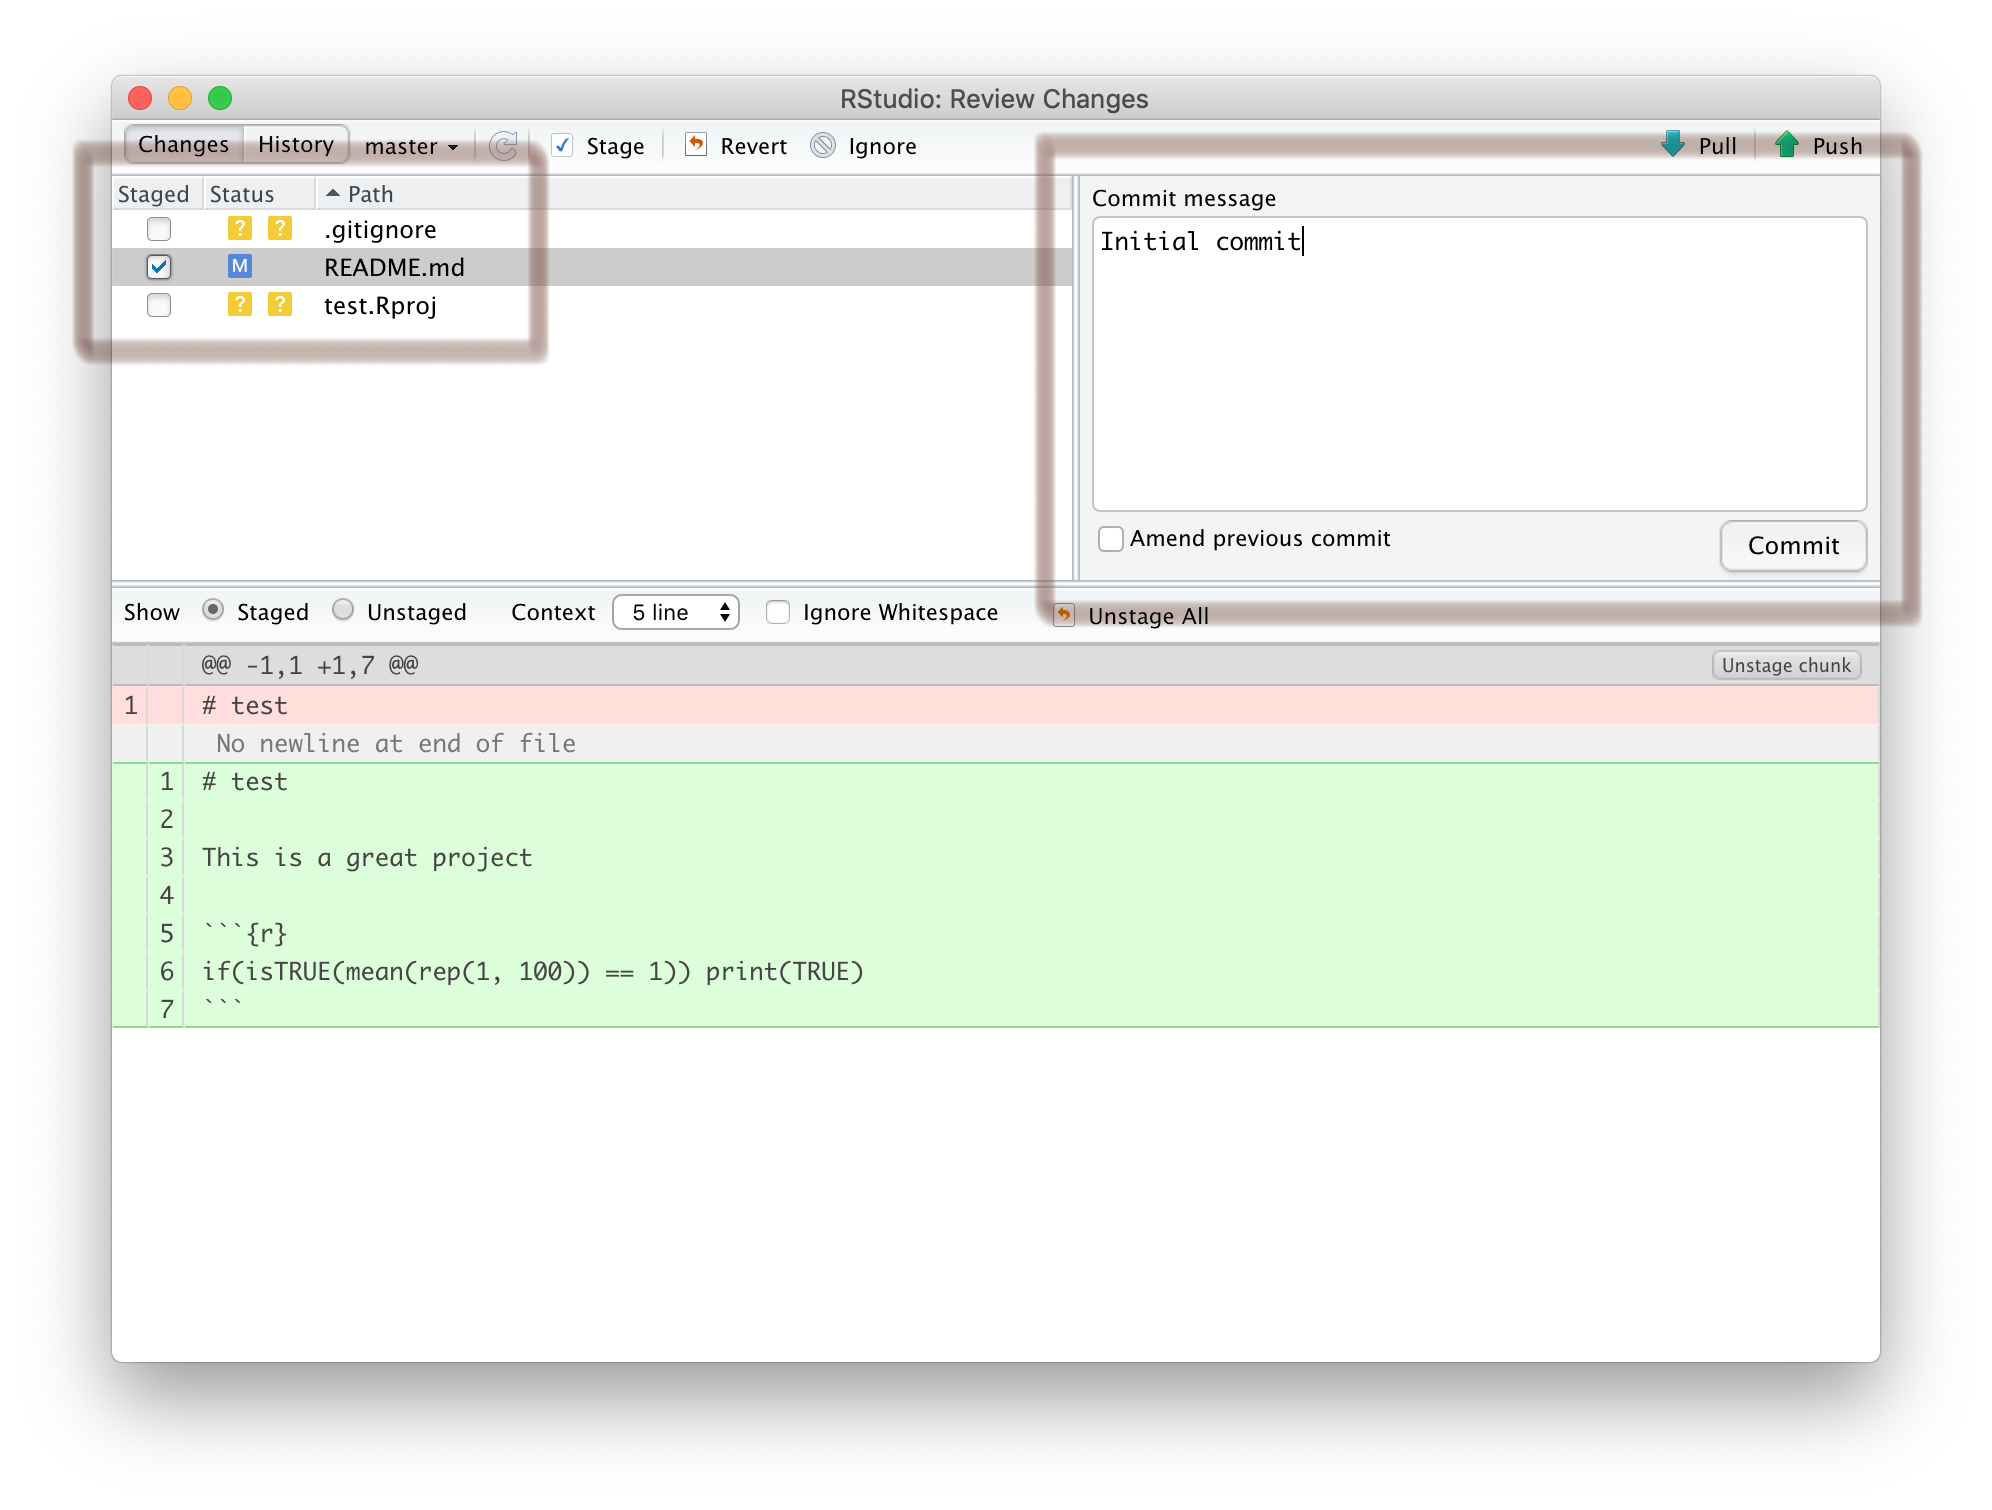 RStudio: Review Changes
Changes History master Stage Revert Ignore Pull Push
Staged Status Path
? ? .gitignore
M README.md
? ? test.Rproj
Commit message
Initial commit
Amend previous commit Commit
Show Staged Unstaged Context 5 line Ignore Whitespace Unstage All
@@ -1,1 +1,7 @@ Unstage chunk
1 # test
No newline at end of file
1 # test
2
3 This is a great project
4
5 ```{r}
6 if(isTRUE(mean(rep(1, 100)) == 1)) print(TRUE)
7 ```